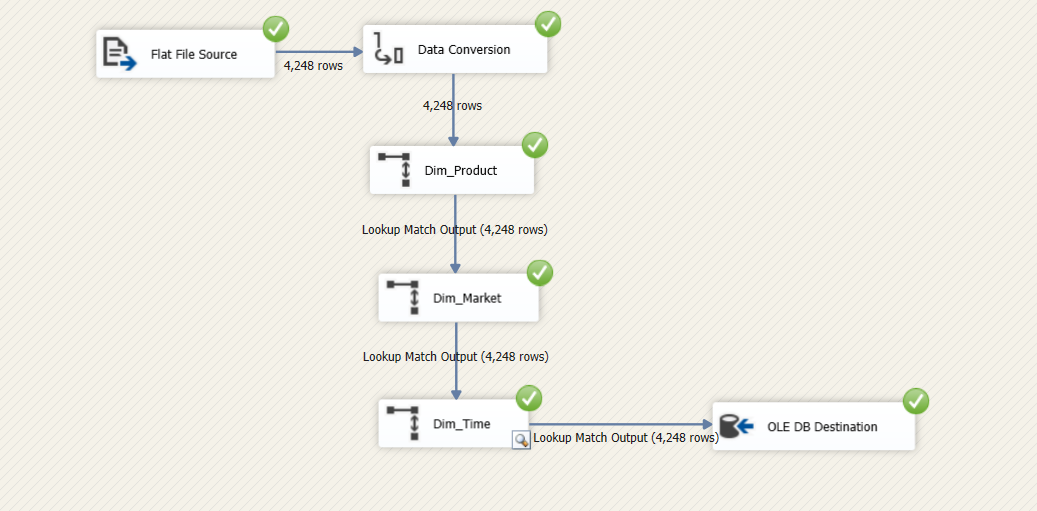 Flat File Source
4,248 rows
Data Conversion
4,248 rows
Dim_Product
Lookup Match Output (4,248 rows)
Dim_Market
Lookup Match Output (4,248 rows)
Dim_Time
Lookup Match Output (4,248 rows)
OLE DB Destination